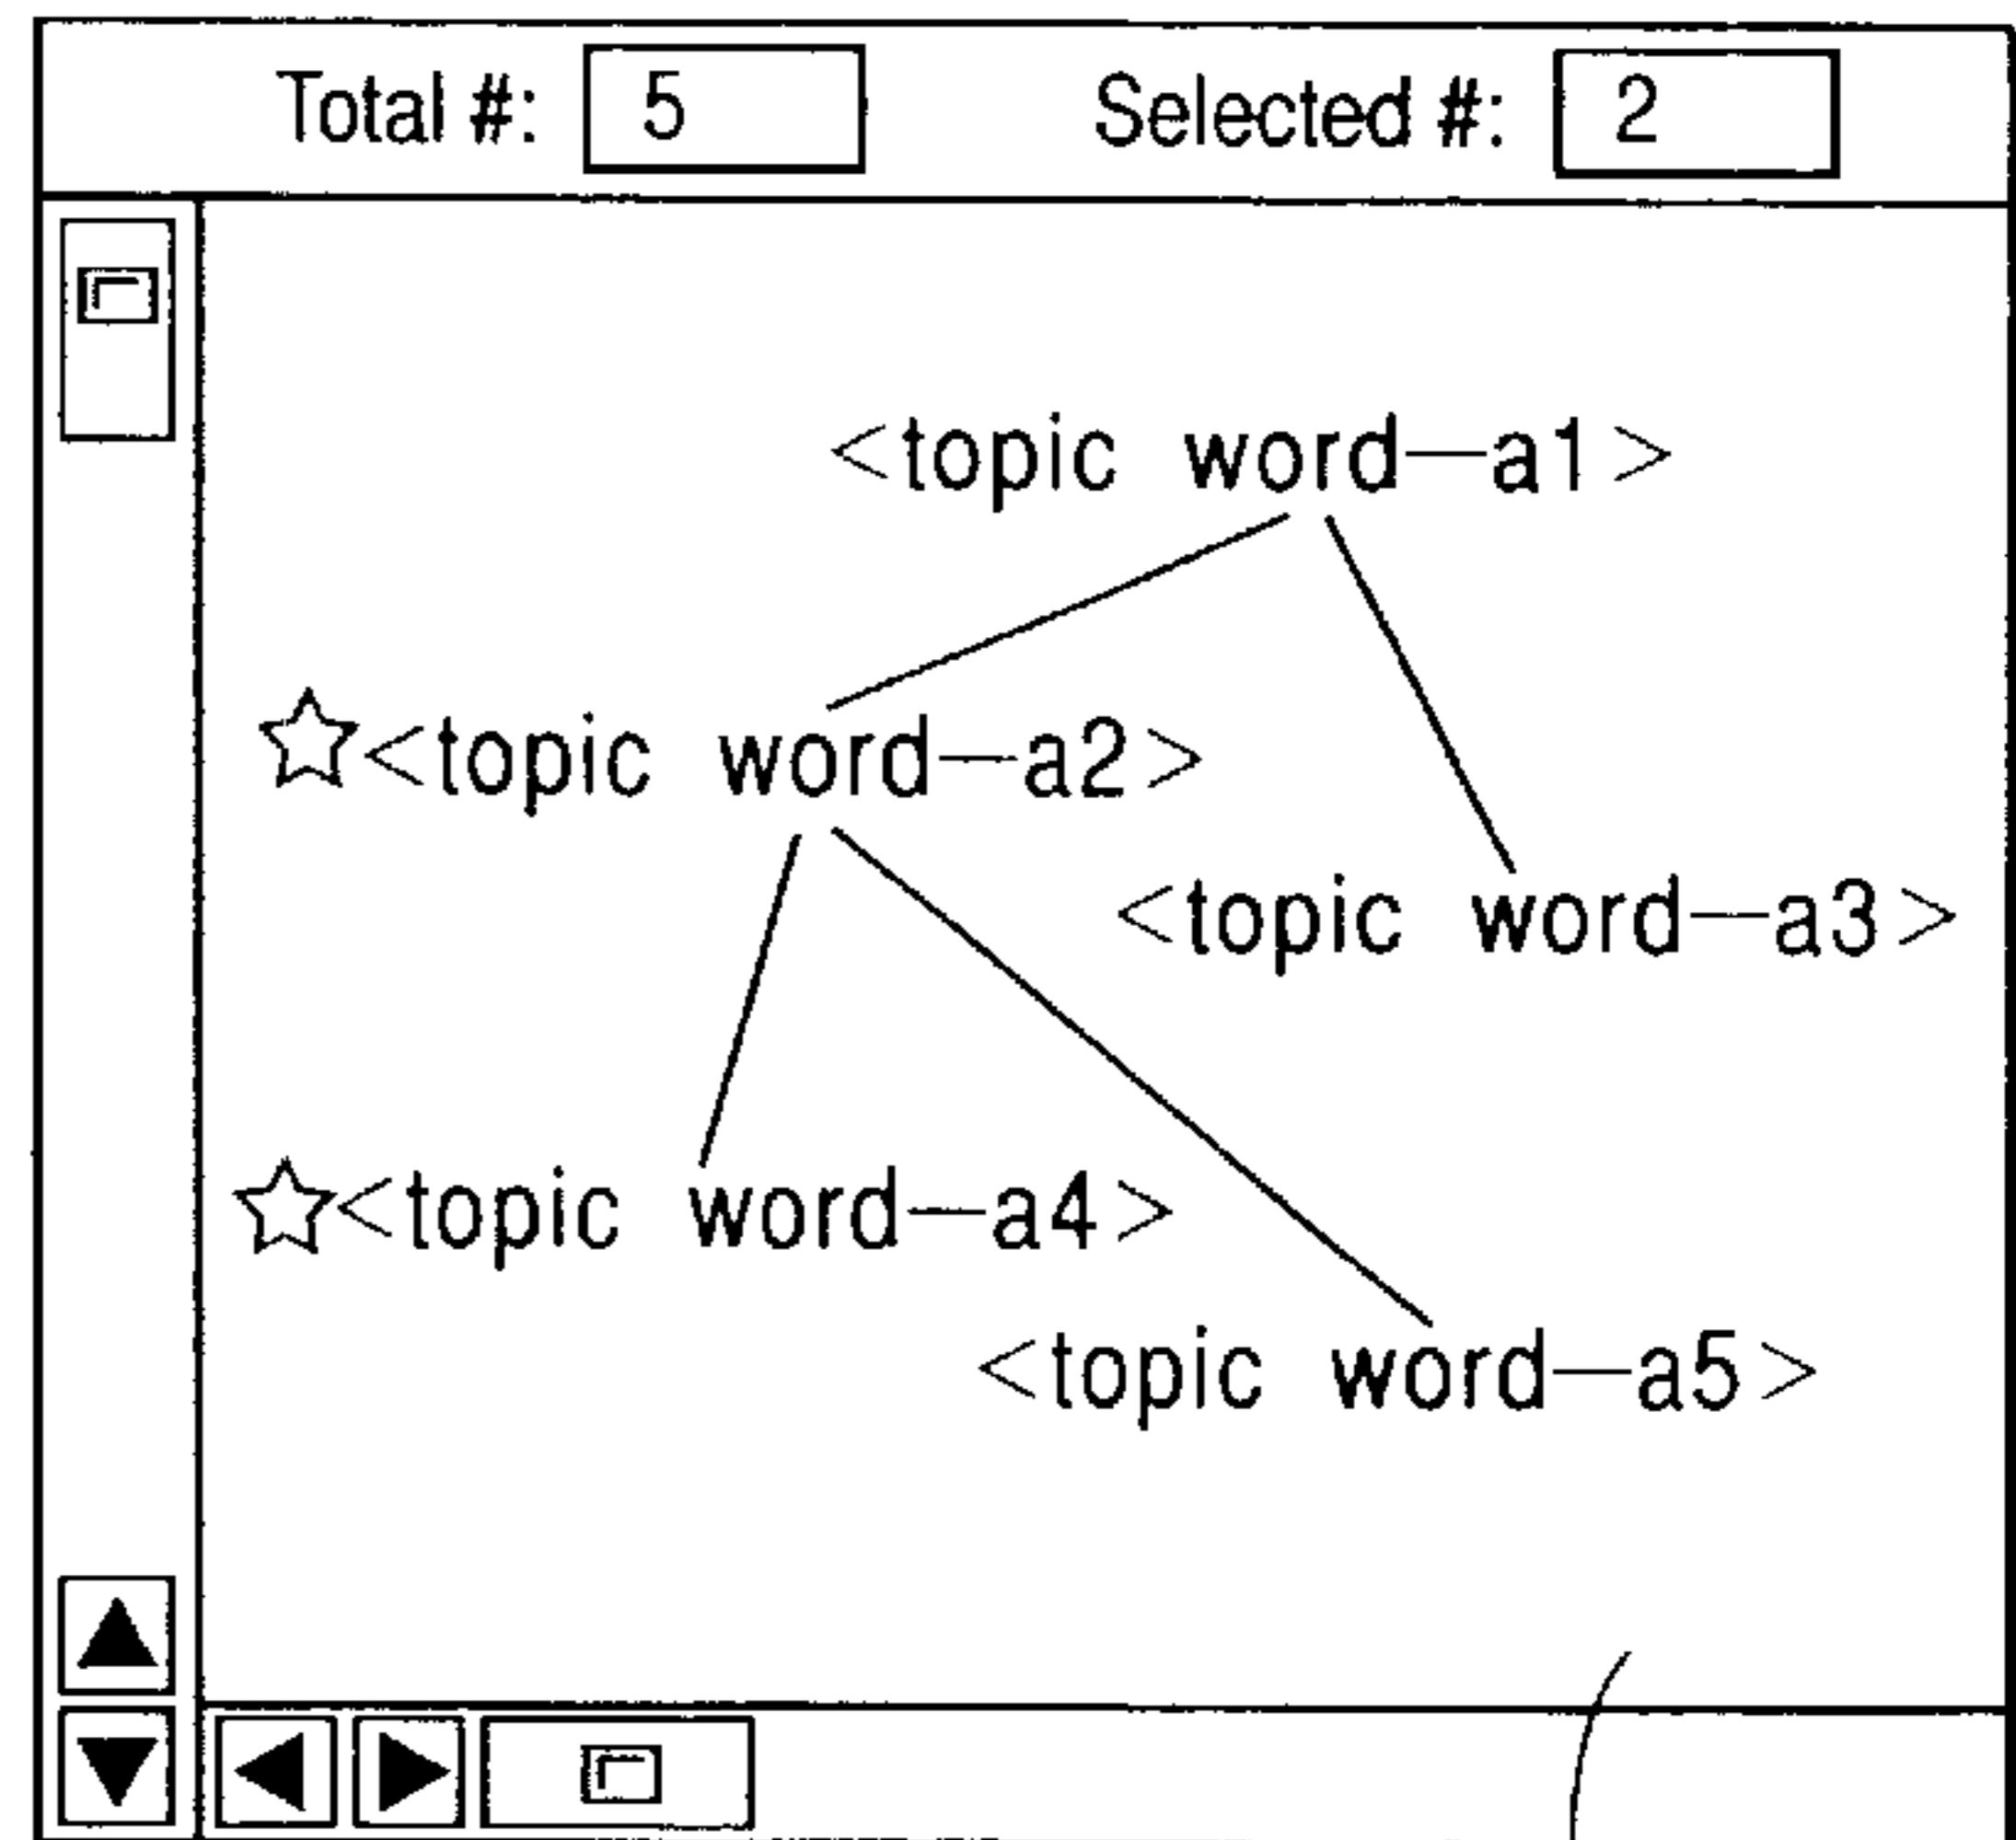 Total #: 5 Selected #: 2
<topic word—a1>
☆<topic word—a2>
<topic word—a3>
☆<topic word—a4>
<topic word—a5>